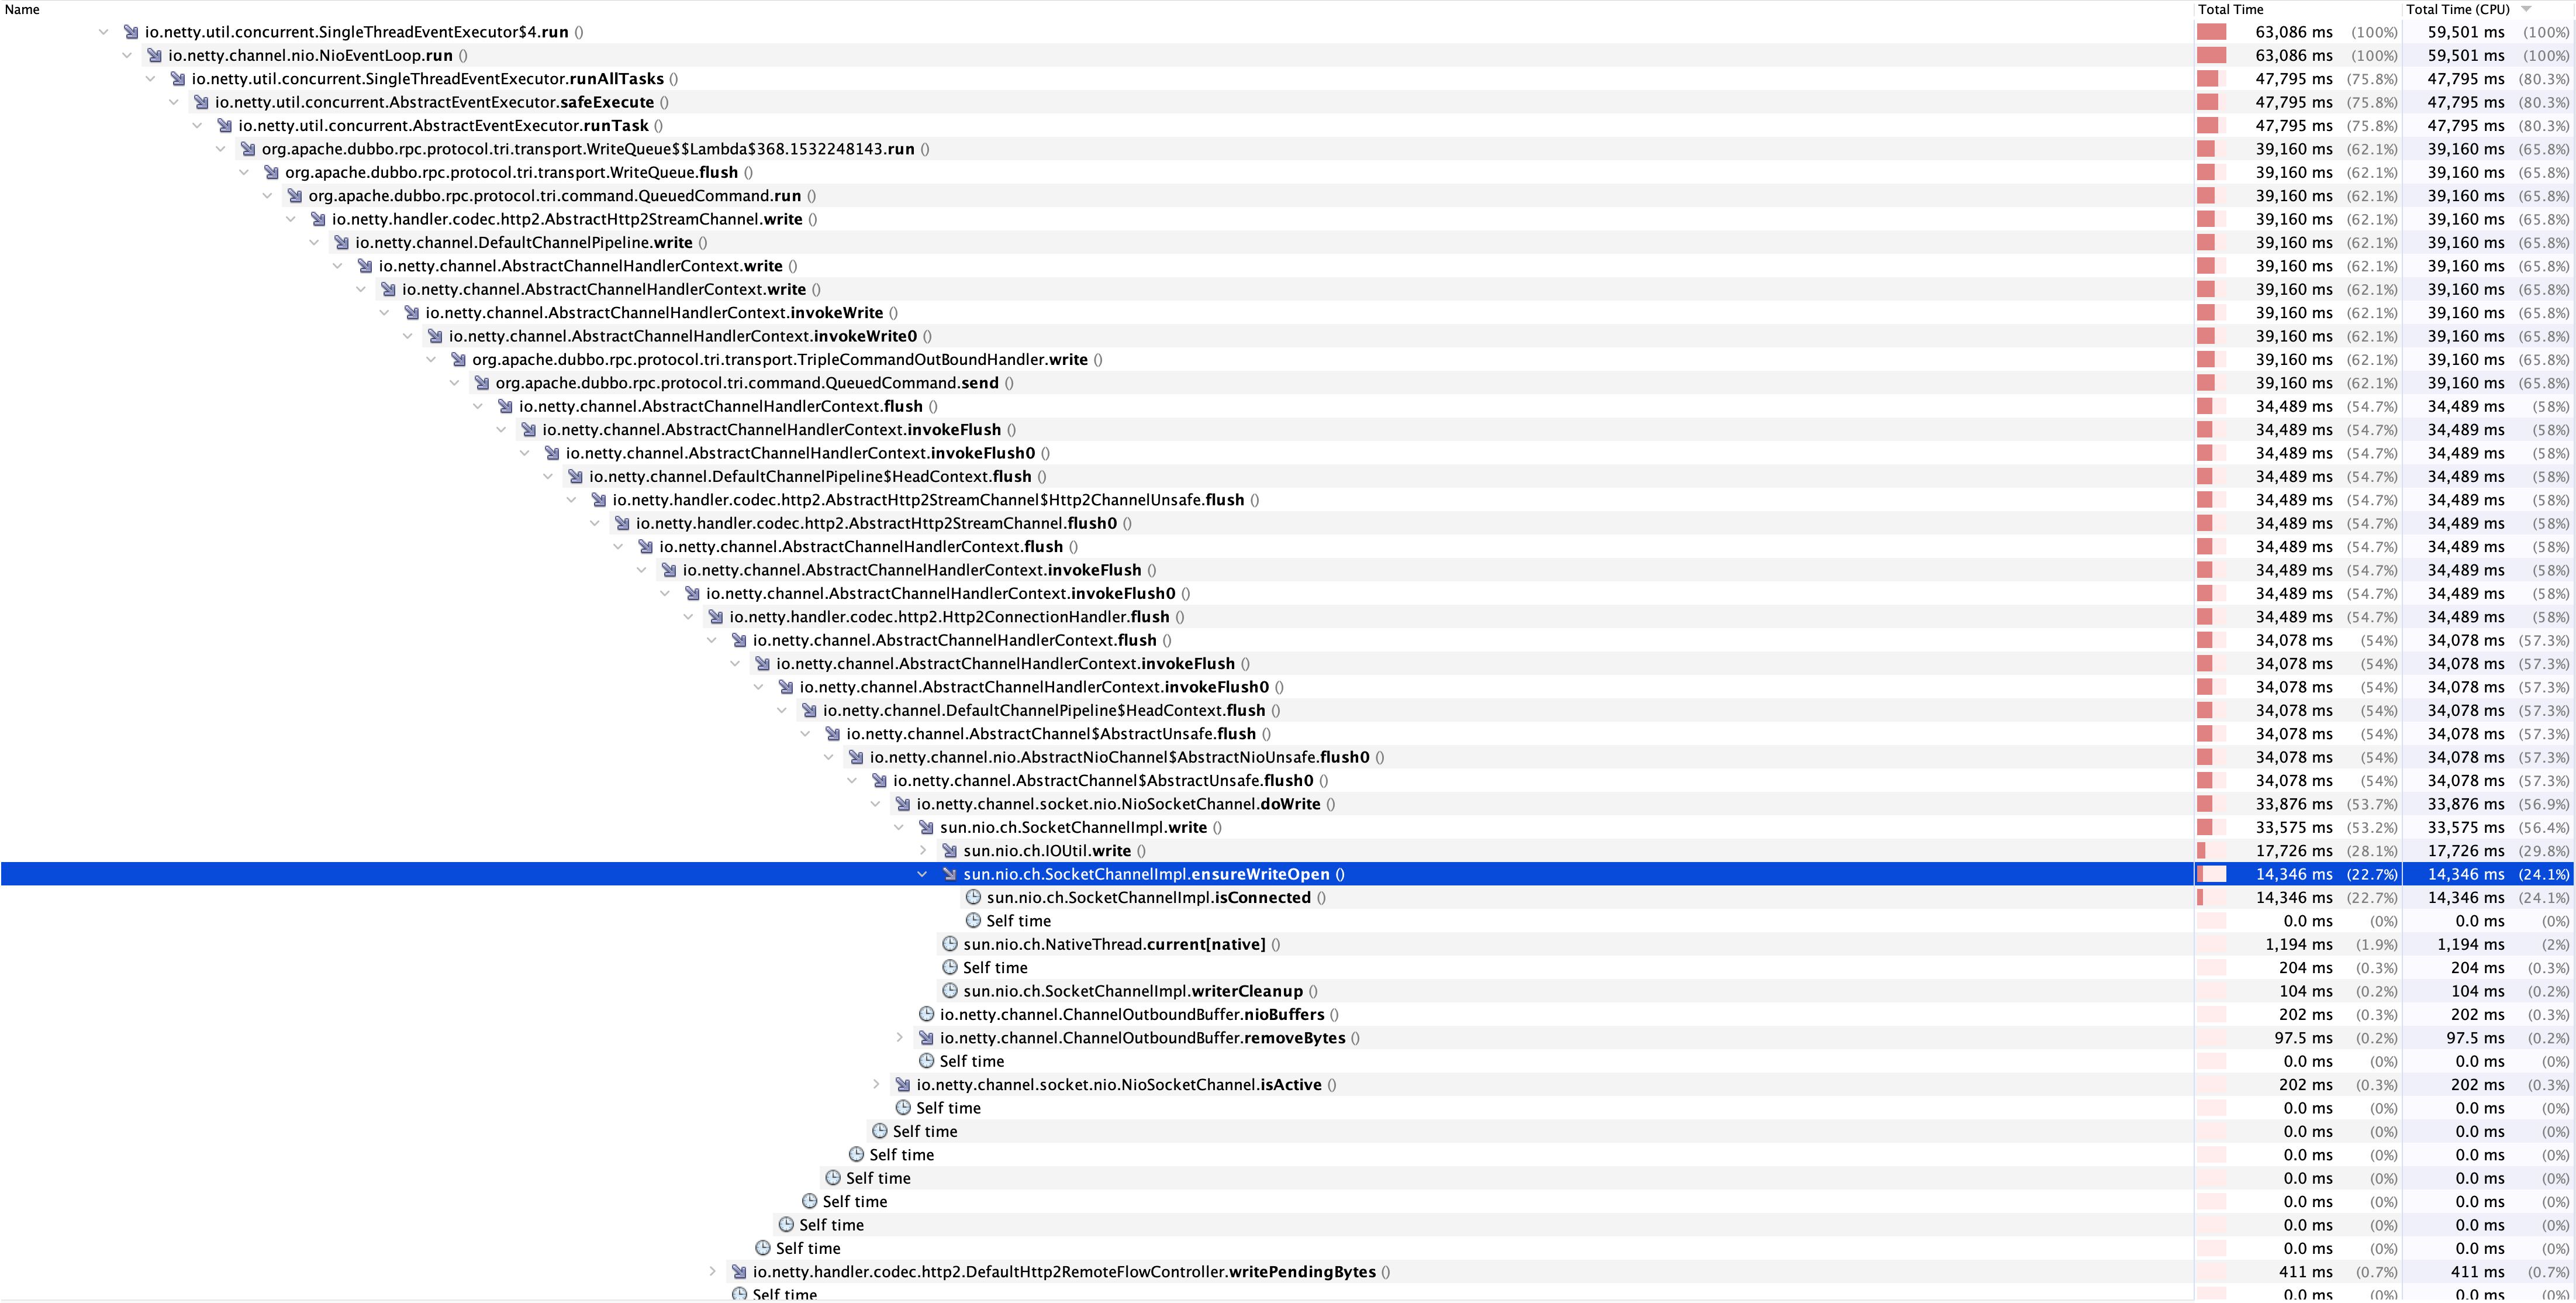 Name Total Time Total Time (CPU)
io.netty.util.concurrent.SingleThreadEventExecutor$4.run () 63,086 ms (100%) 59,501 ms (100%)
io.netty.channel.nio.NioEventLoop.run () 63,086 ms (100%) 59,501 ms (100%)
io.netty.util.concurrent.SingleThreadEventExecutor.runAllTasks () 47,795 ms (75.8%) 47,795 ms (80.3%)
io.netty.util.concurrent.AbstractEventExecutor.safeExecute () 47,795 ms (75.8%) 47,795 ms (80.3%)
io.netty.util.concurrent.AbstractEventExecutor.runTask () 47,795 ms (75.8%) 47,795 ms (80.3%)
org.apache.dubbo.rpc.protocol.tri.transport.WriteQueue$$Lambda$368.1532248143.run () 39,160 ms (62.1%) 39,160 ms (65.8%)
org.apache.dubbo.rpc.protocol.tri.transport.WriteQueue.flush () 39,160 ms (62.1%) 39,160 ms (65.8%)
org.apache.dubbo.rpc.protocol.tri.command.QueuedCommand.run () 39,160 ms (62.1%) 39,160 ms (65.8%)
io.netty.handler.codec.http2.AbstractHttp2StreamChannel.write () 39,160 ms (62.1%) 39,160 ms (65.8%)
io.netty.channel.DefaultChannelPipeline.write () 39,160 ms (62.1%) 39,160 ms (65.8%)
io.netty.channel.AbstractChannelHandlerContext.write () 39,160 ms (62.1%) 39,160 ms (65.8%)
io.netty.channel.AbstractChannelHandlerContext.write () 39,160 ms (62.1%) 39,160 ms (65.8%)
io.netty.channel.AbstractChannelHandlerContext.invokeWrite () 39,160 ms (62.1%) 39,160 ms (65.8%)
io.netty.channel.AbstractChannelHandlerContext.invokeWrite0 () 39,160 ms (62.1%) 39,160 ms (65.8%)
org.apache.dubbo.rpc.protocol.tri.transport.TripleCommandOutBoundHandler.write () 39,160 ms (62.1%) 39,160 ms (65.8%)
org.apache.dubbo.rpc.protocol.tri.command.QueuedCommand.send () 39,160 ms (62.1%) 39,160 ms (65.8%)
io.netty.channel.AbstractChannelHandlerContext.flush () 34,489 ms (54.7%) 34,489 ms (58%)
io.netty.channel.AbstractChannelHandlerContext.invokeFlush () 34,489 ms (54.7%) 34,489 ms (58%)
io.netty.channel.AbstractChannelHandlerContext.invokeFlush0 () 34,489 ms (54.7%) 34,489 ms (58%)
io.netty.channel.DefaultChannelPipeline$HeadContext.flush () 34,489 ms (54.7%) 34,489 ms (58%)
io.netty.handler.codec.http2.AbstractHttp2StreamChannel$Http2ChannelUnsafe.flush () 34,489 ms (54.7%) 34,489 ms (58%)
io.netty.handler.codec.http2.AbstractHttp2StreamChannel.flush0 () 34,489 ms (54.7%) 34,489 ms (58%)
io.netty.channel.AbstractChannelHandlerContext.flush () 34,489 ms (54.7%) 34,489 ms (58%)
io.netty.channel.AbstractChannelHandlerContext.invokeFlush () 34,489 ms (54.7%) 34,489 ms (58%)
io.netty.channel.AbstractChannelHandlerContext.invokeFlush0 () 34,489 ms (54.7%) 34,489 ms (58%)
io.netty.handler.codec.http2.Http2ConnectionHandler.flush () 34,489 ms (54.7%) 34,489 ms (58%)
io.netty.channel.AbstractChannelHandlerContext.flush () 34,078 ms (54%) 34,078 ms (57.3%)
io.netty.channel.AbstractChannelHandlerContext.invokeFlush () 34,078 ms (54%) 34,078 ms (57.3%)
io.netty.channel.AbstractChannelHandlerContext.invokeFlush0 () 34,078 ms (54%) 34,078 ms (57.3%)
io.netty.channel.DefaultChannelPipeline$HeadContext.flush () 34,078 ms (54%) 34,078 ms (57.3%)
io.netty.channel.AbstractChannel$AbstractUnsafe.flush () 34,078 ms (54%) 34,078 ms (57.3%)
io.netty.channel.nio.AbstractNioChannel$AbstractNioUnsafe.flush0 () 34,078 ms (54%) 34,078 ms (57.3%)
io.netty.channel.AbstractChannel$AbstractUnsafe.flush0 () 34,078 ms (54%) 34,078 ms (57.3%)
io.netty.channel.socket.nio.NioSocketChannel.doWrite () 33,876 ms (53.7%) 33,876 ms (56.9%)
sun.nio.ch.SocketChannelImpl.write () 33,575 ms (53.2%) 33,575 ms (56.4%)
sun.nio.ch.IOUtil.write () 17,726 ms (28.1%) 17,726 ms (29.8%)
sun.nio.ch.SocketChannelImpl.ensureWriteOpen () 14,346 ms (22.7%) 14,346 ms (24.1%)
sun.nio.ch.SocketChannelImpl.isConnected () 14,346 ms (22.7%) 14,346 ms (24.1%)
Self time 0.0 ms (0%) 0.0 ms (0%)
sun.nio.ch.NativeThread.current[native] () 1,194 ms (1.9%) 1,194 ms (2%)
Self time 204 ms (0.3%) 204 ms (0.3%)
sun.nio.ch.SocketChannelImpl.writerCleanup () 104 ms (0.2%) 104 ms (0.2%)
io.netty.channel.ChannelOutboundBuffer.nioBuffers () 202 ms (0.3%) 202 ms (0.3%)
io.netty.channel.ChannelOutboundBuffer.removeBytes () 97.5 ms (0.2%) 97.5 ms (0.2%)
Self time 0.0 ms (0%) 0.0 ms (0%)
io.netty.channel.socket.nio.NioSocketChannel.isActive () 202 ms (0.3%) 202 ms (0.3%)
Self time 0.0 ms (0%) 0.0 ms (0%)
Self time 0.0 ms (0%) 0.0 ms (0%)
Self time 0.0 ms (0%) 0.0 ms (0%)
Self time 0.0 ms (0%) 0.0 ms (0%)
Self time 0.0 ms (0%) 0.0 ms (0%)
Self time 0.0 ms (0%) 0.0 ms (0%)
Self time 0.0 ms (0%) 0.0 ms (0%)
io.netty.handler.codec.http2.DefaultHttp2RemoteFlowController.writePendingBytes () 411 ms (0.7%) 411 ms (0.7%)
Self time 0.0 ms (0%) 0.0 ms (0%)